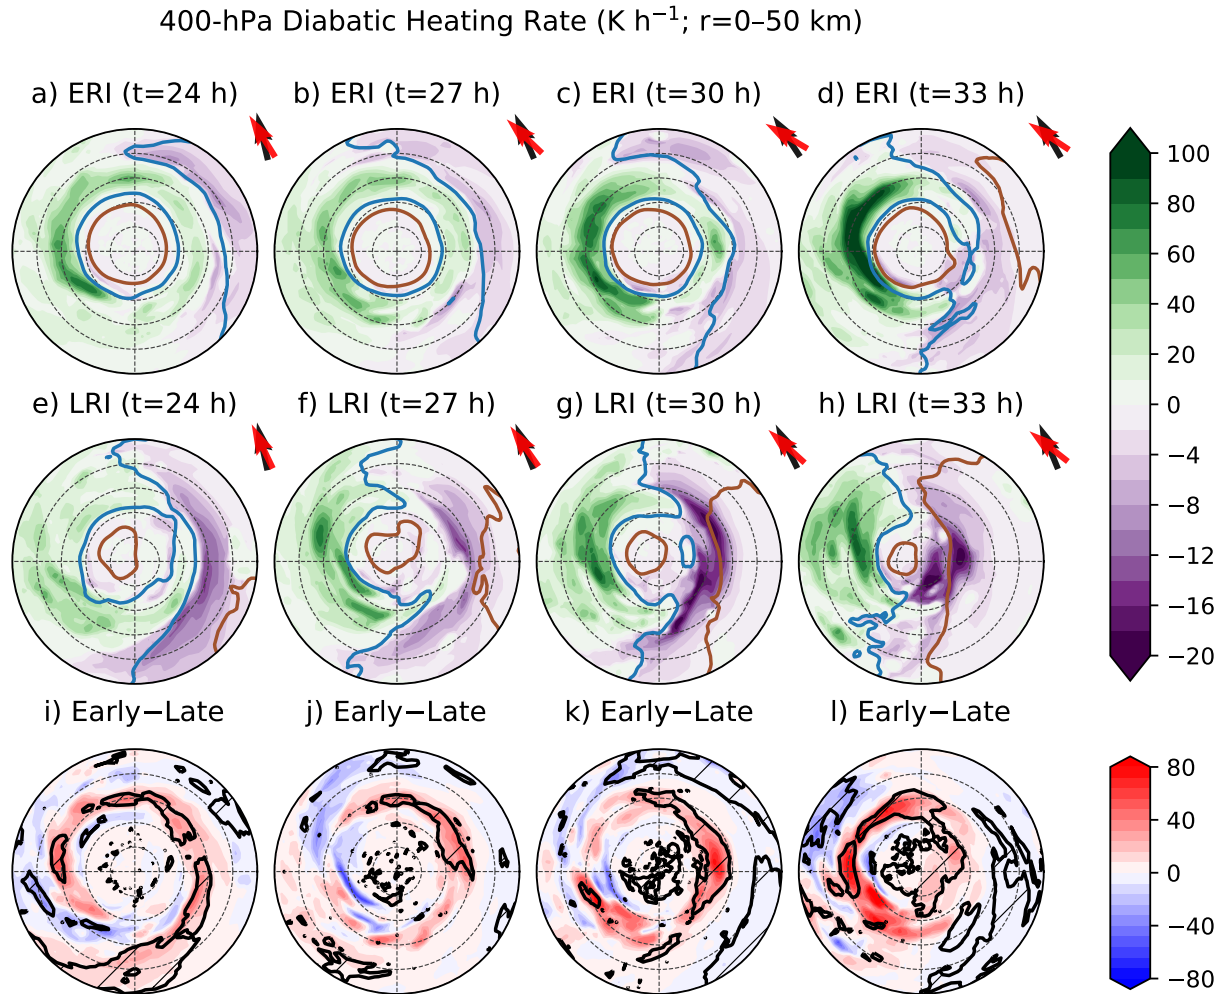 400-hPa Diabatic Heating Rate (K h⁻¹; r=0–50 km)
a) ERI (t=24 h)
b) ERI (t=27 h)
c) ERI (t=30 h)
d) ERI (t=33 h)
100
80
60
40
20
0
−4
−8
−12
−16
−20
e) LRI (t=24 h)
f) LRI (t=27 h)
g) LRI (t=30 h)
h) LRI (t=33 h)
i) Early−Late
j) Early−Late
k) Early−Late
l) Early−Late
80
40
0
−40
−80